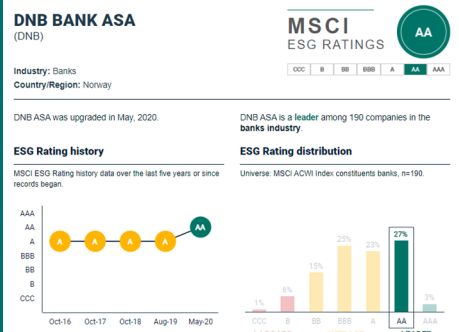 DNB BANK ASA
(DNB)
MSCI
ESG RATINGS
AA
CCC B BB BBB A AA AAA
Industry: Banks
Country/Region: Norway
DNB ASA was upgraded in May, 2020.
DNB ASA is a leader among 190 companies in the
banks industry.
ESG Rating history
MSCI ESG Rating history data over the last five years or since
records began.
AAA
AA
A
BBB
BB
B
CCC
A A A A AA
Oct-16 Oct-17 Oct-18 Aug-19 May-20
ESG Rating distribution
Universe: MSCI ACWI Index constituents banks, n=190.
1% 6% 15% 25% 23% 27% 3%
CCC B BB BBB A AA AAA